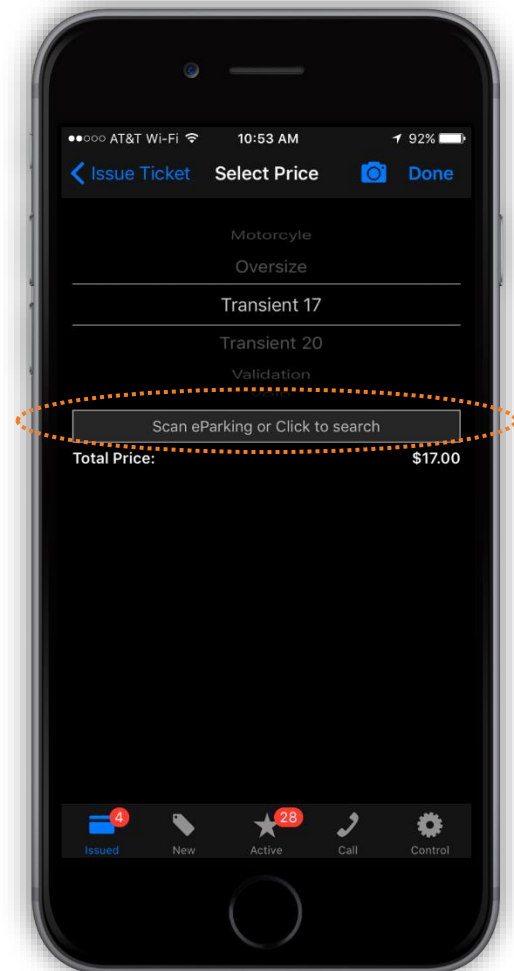 ●●○○○ AT&T Wi-Fi 10:53 AM 92%
Issue Ticket Select Price Done
Motorcyle
Oversize
Transient 17
Transient 20
Validation
Scan eParking or Click to search
Total Price: $17.00
4 28
Issued New Active Call Control